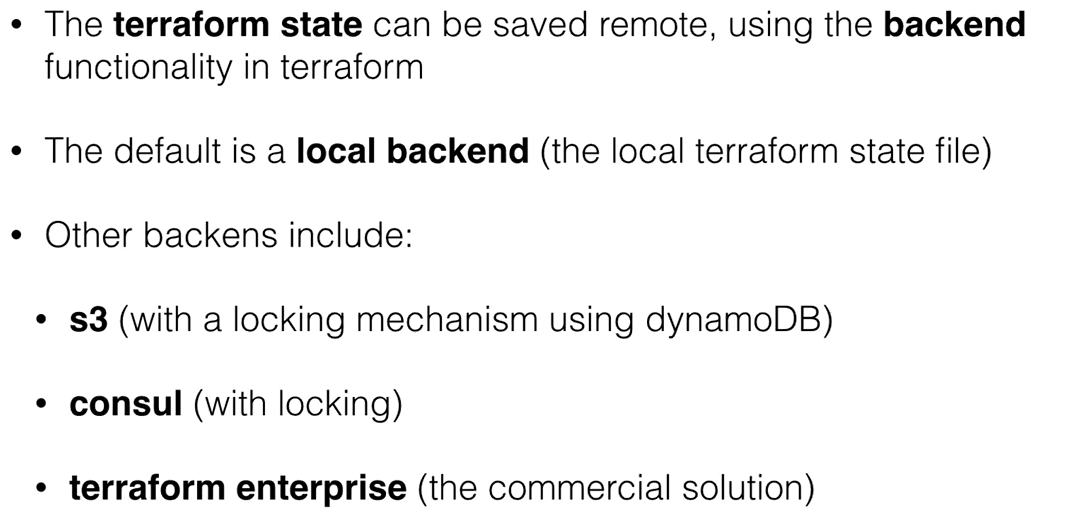 • The terraform state can be saved remote, using the backend
functionality in terraform
• The default is a local backend (the local terraform state file)
• Other backens include:
• s3 (with a locking mechanism using dynamoDB)
• consul (with locking)
• terraform enterprise (the commercial solution)